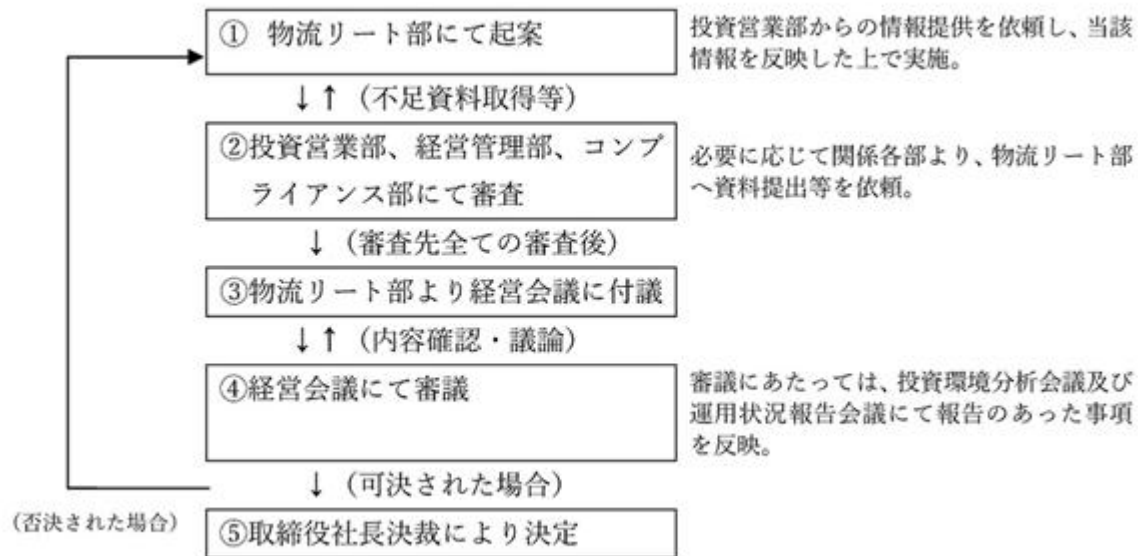 ① 物流リート部にて起案
投資営業部からの情報提供を依頼し、当該
情報を反映した上で実施。
↓↑（不足資料取得等）
②投資営業部、経営管理部、コンプ
ライアンス部にて審査
必要に応じて関係各部より、物流リート部
へ資料提出等を依頼。
↓（審査先全ての審査後）
③物流リート部より経営会議に付議
↓↑（内容確認・議論）
④経営会議にて審議
審議にあたっては、投資環境分析会議及び
運用状況報告会議にて報告のあった事項
を反映。
↓（可決された場合）
（否決された場合）
⑤取締役社長決裁により決定